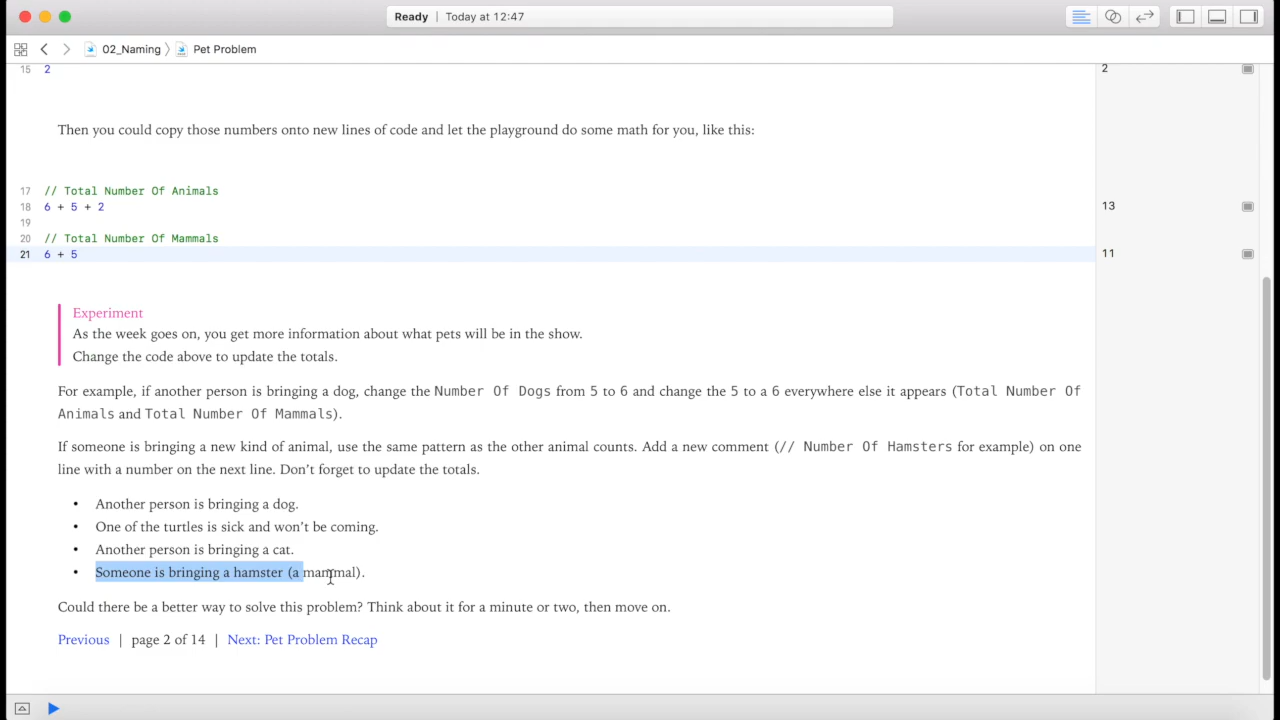 Ready | Today at 12:47
02_Naming 〉 Pet Problem
15 2 2
Then you could copy those numbers onto new lines of code and let the playground do some math for you, like this:
17 // Total Number Of Animals
18 6 + 5 + 2 13
19
20 // Total Number Of Mammals
21 6 + 5 11
Experiment
As the week goes on, you get more information about what pets will be in the show.
Change the code above to update the totals.
For example, if another person is bringing a dog, change the Number Of Dogs from 5 to 6 and change the 5 to a 6 everywhere else it appears (Total Number Of
Animals and Total Number Of Mammals).
If someone is bringing a new kind of animal, use the same pattern as the other animal counts. Add a new comment (// Number Of Hamsters for example) on one
line with a number on the next line. Don’t forget to update the totals.
• Another person is bringing a dog.
• One of the turtles is sick and won’t be coming.
• Another person is bringing a cat.
• Someone is bringing a hamster (a mammal).
Could there be a better way to solve this problem? Think about it for a minute or two, then move on.
Previous | page 2 of 14 | Next: Pet Problem Recap